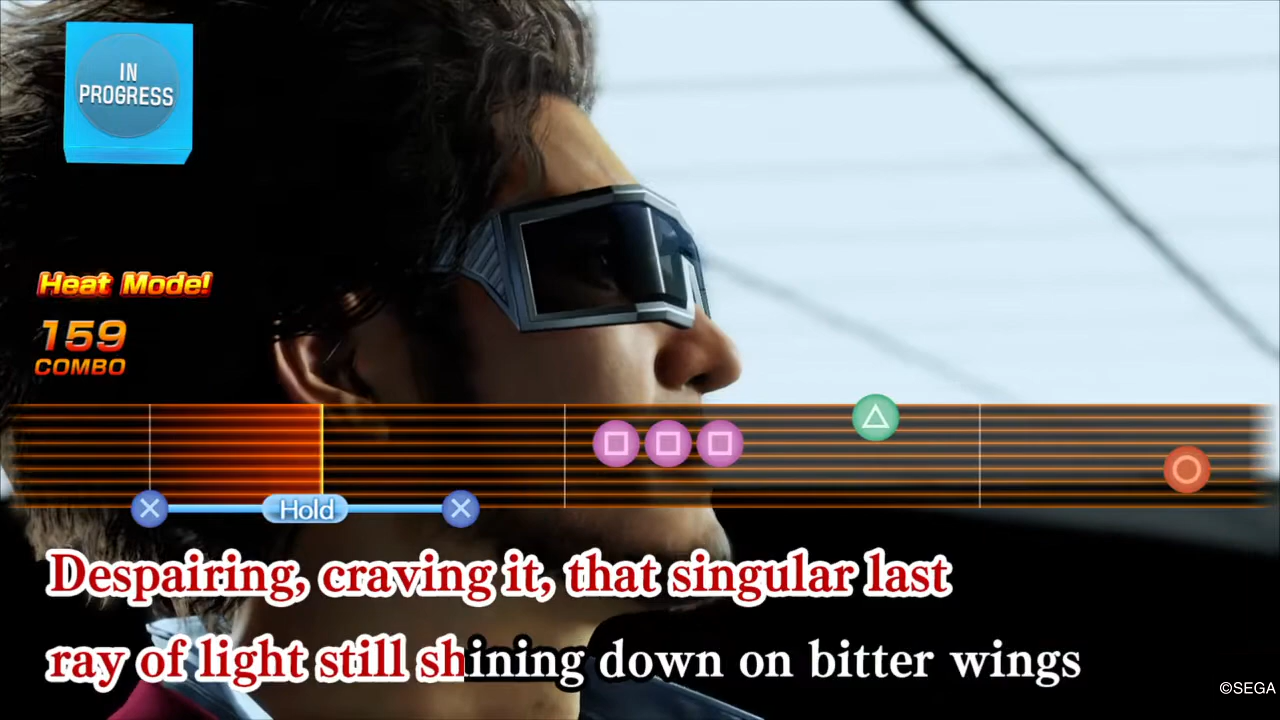 IN
PROGRESS
Heat Mode!
159
COMBO
Hold
Despairing, craving it, that singular last
ray of light still shining down on bitter wings
©SEGA